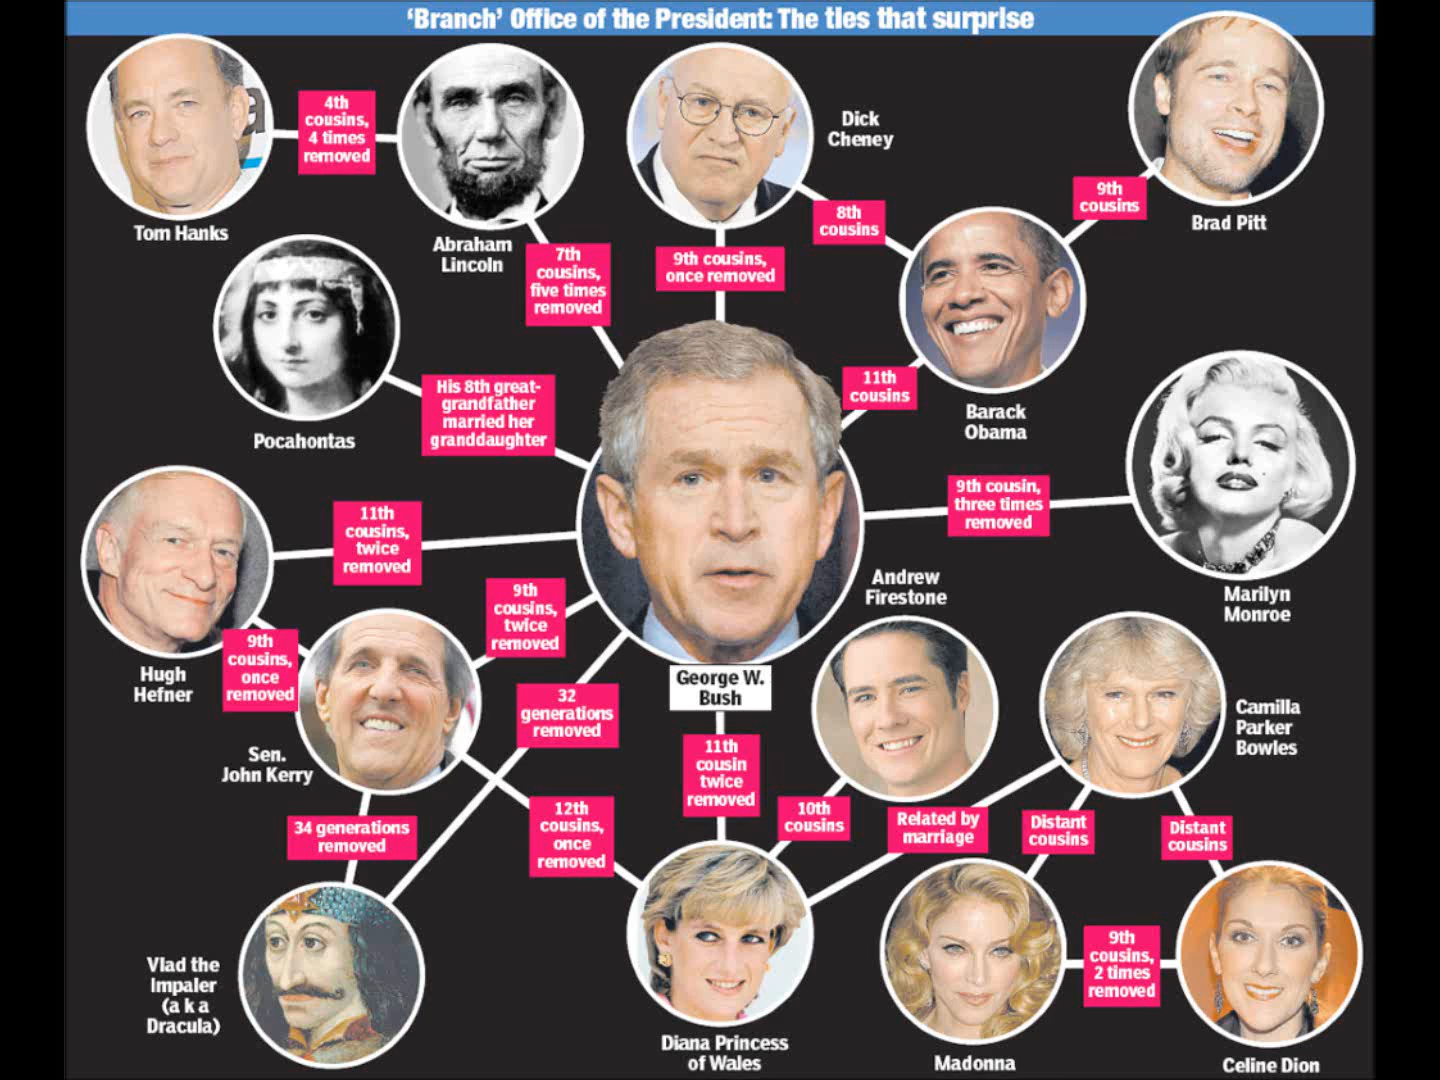 ‘Branch’ Office of the President: The ties that surprise
4th
cousins,
4 times
removed
Tom Hanks
Abraham
Lincoln
Dick
Cheney
8th
cousins
9th
cousins
Brad Pitt
7th
cousins,
five times
removed
9th cousins,
once removed
Pocahontas
His 8th great-
grandfather
married her
granddaughter
11th
cousins
Barack
Obama
9th cousin,
three times
removed
Marilyn
Monroe
11th
cousins,
twice
removed
Hugh
Hefner
9th
cousins,
once
removed
9th
cousins,
twice
removed
Sen.
John Kerry
32
generations
removed
George W.
Bush
Andrew
Firestone
Camilla
Parker
Bowles
34 generations
removed
12th
cousins,
once
removed
11th
cousin
twice
removed
10th
cousins
Related by
marriage
Distant
cousins
Distant
cousins
Vlad the
Impaler
(a k a
Dracula)
Diana Princess
of Wales
Madonna
9th
cousins,
2 times
removed
Celine Dion